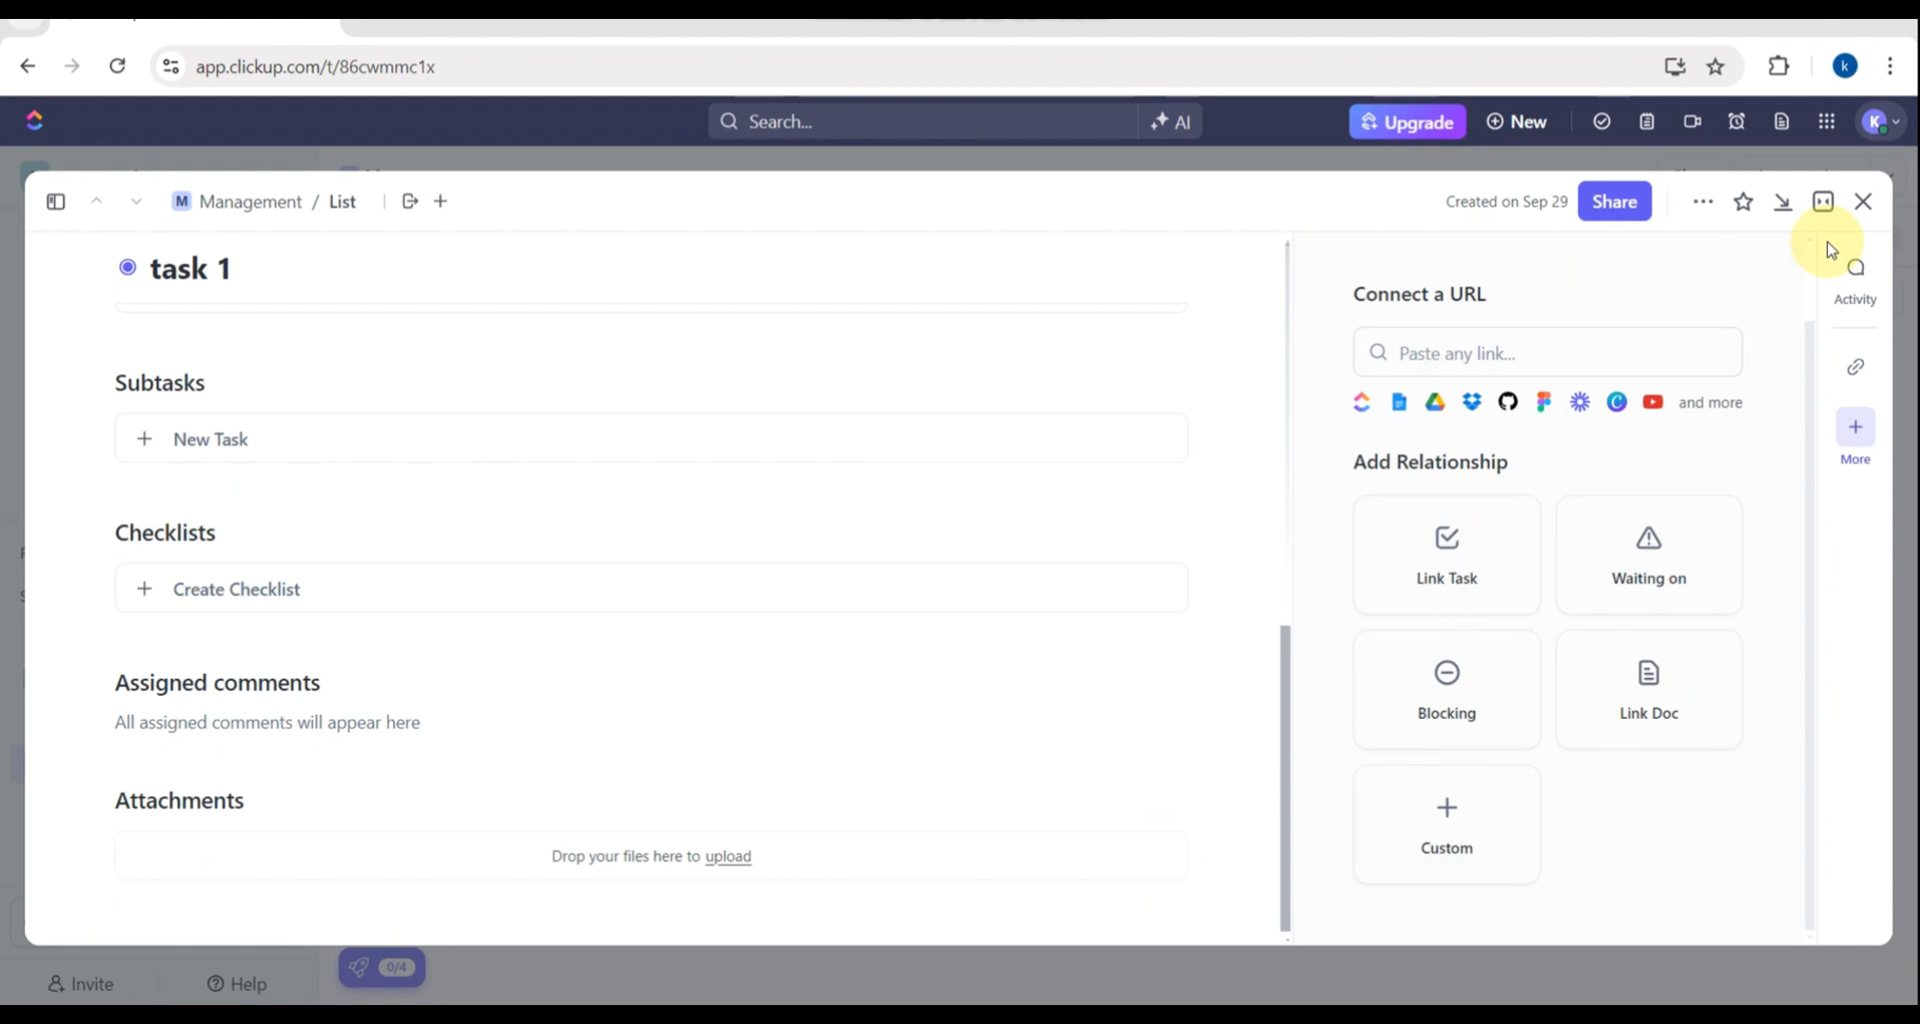 app.clickup.com/t/86cwmmc1x
k
Search...
AI
Upgrade
New
K
M Management / List
Created on Sep 29
Share
task 1
Subtasks
New Task
Checklists
Create Checklist
Assigned comments
All assigned comments will appear here
Attachments
Drop your files here to upload
Connect a URL
Paste any link...
and more
Add Relationship
Link Task
Waiting on
Blocking
Link Doc
Custom
Activity
More
Invite
Help
0/4